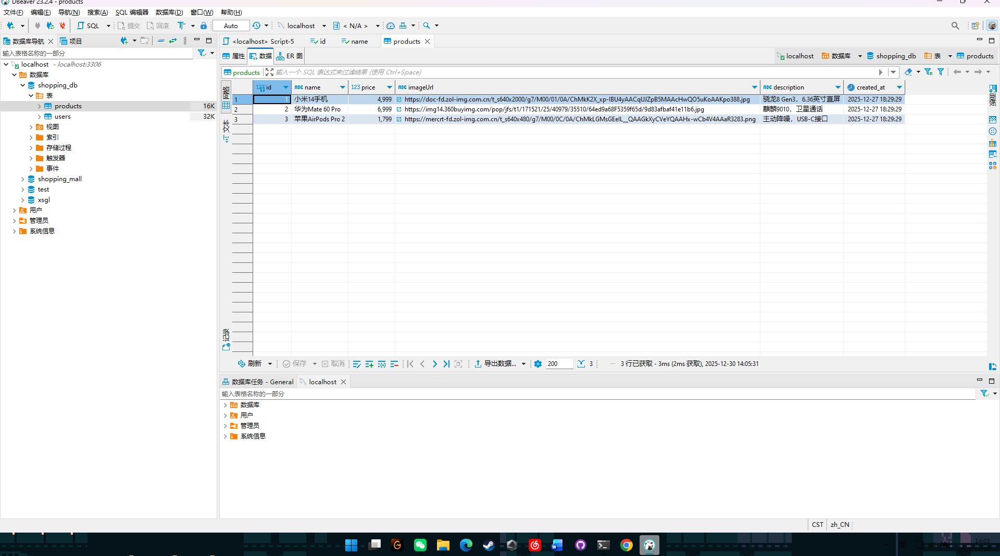 DBeaver 23.2.4 - products
文件(F) 编辑(E) 导航(N) 搜索(A) SQL 编辑器 数据库(D) 窗口(W) 帮助(H)
SQL 提交 回滚 Auto localhost < N/A >
数据库导航 项目
输入表格名称的一部分
localhost - localhost:3306
数据库
shopping_db
表
products 16K
users 32K
视图
索引
存储过程
触发器
事件
shopping_mall
test
xsgl
用户
管理员
系统信息
<localhost> Script-5 id name products
属性 数据 ER 图 localhost 数据库 shopping_db 表 products
products 输入一个 SQL 表达式来过滤结果 (使用 Ctrl+Space)
网格
文本
记录
123 id ABC name 123 price ABC imageUrl ABC description created_at
1 1 小米14手机 4,999 https://doc-fd.zol-img.com.cn/t_s640x2000/g7/M00/01/0A/ChMkK2X_xp-IBU4yAACqUJZpB5MAAcHwQO5uKoAAKpo388.jpg 骁龙8 Gen3，6.36英寸直屏 2025-12-27 18:29:29
2 2 华为Mate 60 Pro 6,999 https://img14.360buyimg.com/pop/jfs/t1/171521/25/40979/35510/64ed9a68F5359f65d/9d83afbaf41e11b6.jpg 麒麟9010，卫星通话 2025-12-27 18:29:29
3 3 苹果AirPods Pro 2 1,799 https://mercrt-fd.zol-img.com.cn/t_s640x480/g7/M00/0C/0A/ChMkLGMsGEeIL__QAAGkXyCVeYQAAHx-wCb4V4AAAaR3283.png 主动降噪，USB-C接口 2025-12-27 18:29:29
刷新 保存 取消 导出数据... 200 3 ··· 3 行已获取 - 3ms (2ms 获取), 2025-12-30 14:05:31
数据库任务 - General localhost
输入表格名称的一部分
数据库
用户
管理员
系统信息
CST zh_CN
英 14:05